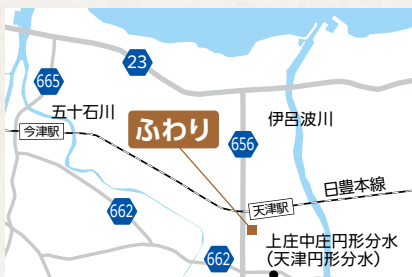 23
665
五十石川
今津駅
ふわり
656
伊呂波川
日豊本線
天津駅
662
上庄中庄円形分水
(天津円形分水)
662